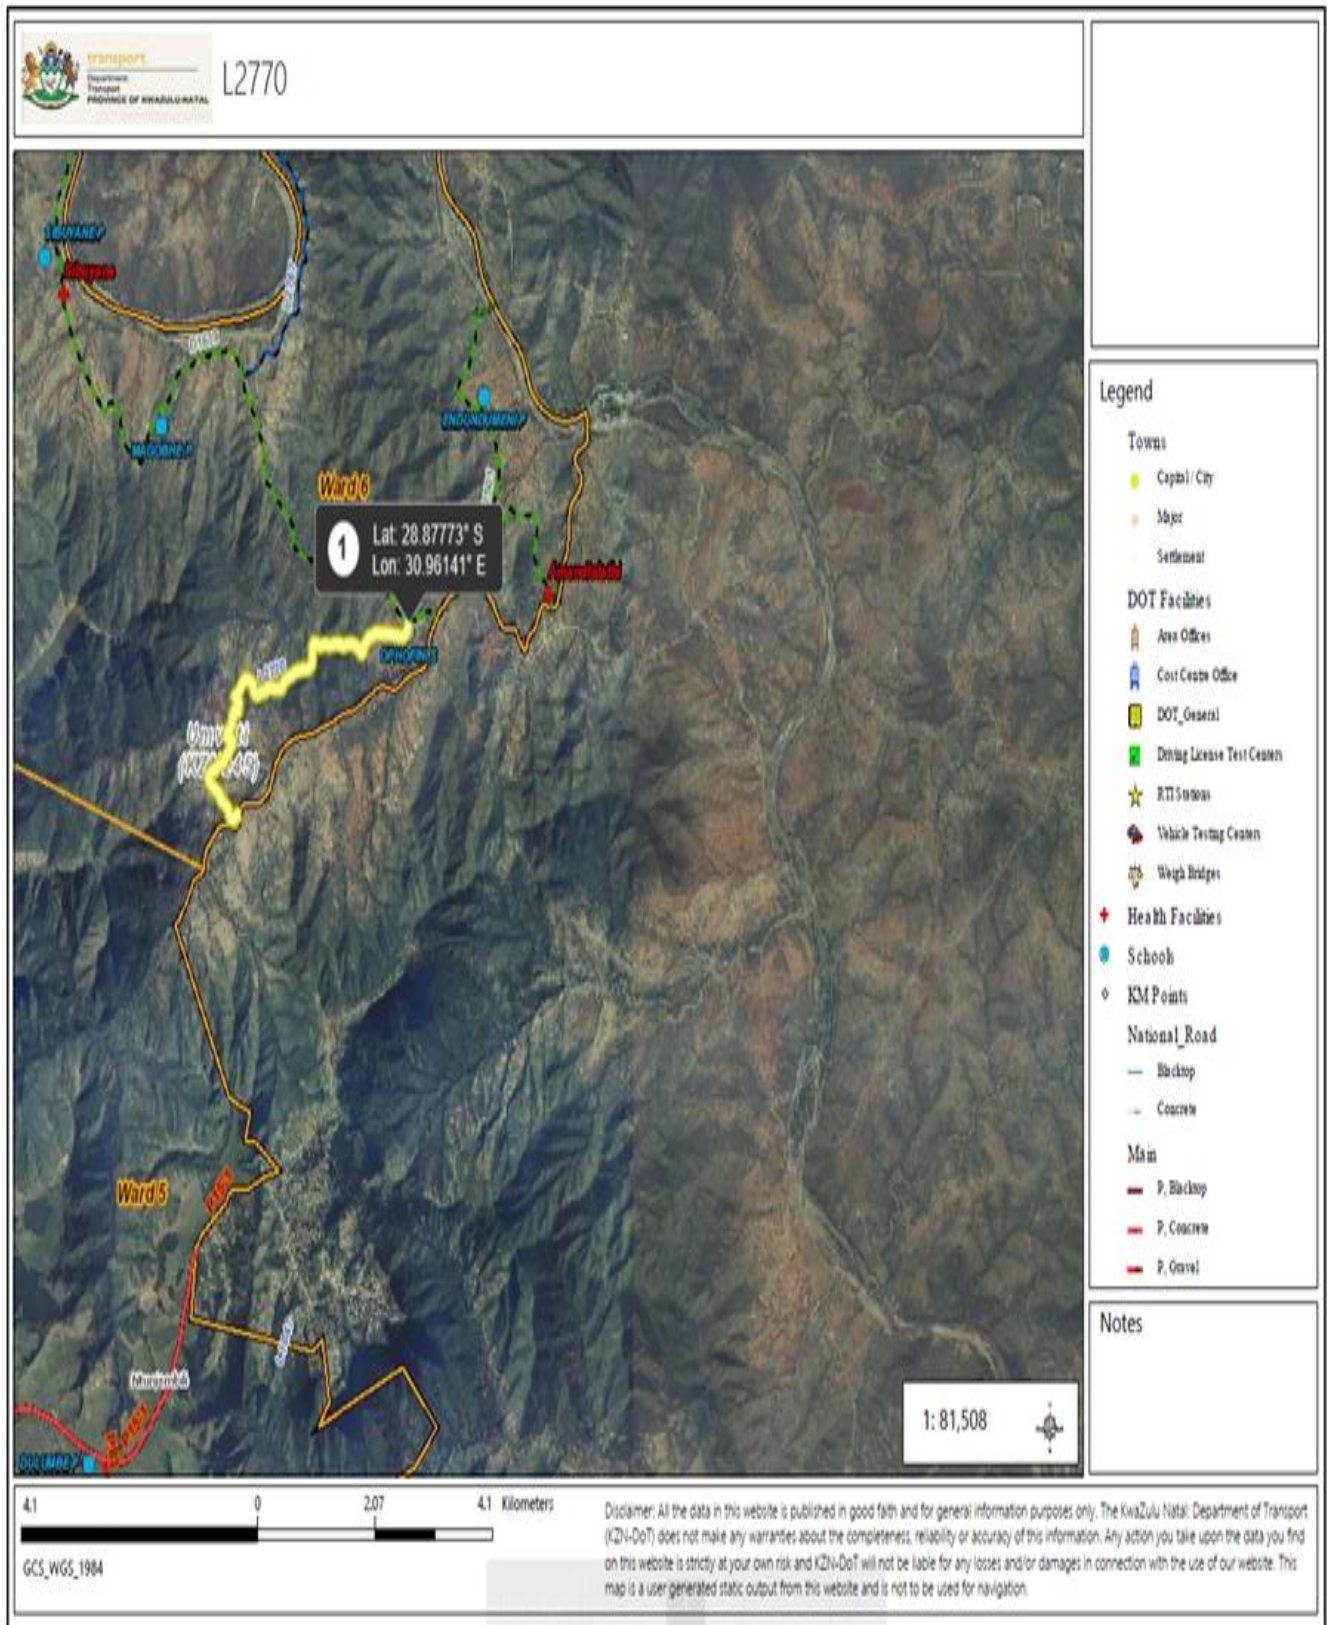 transport
Department:
Transport
PROVINCE OF KWAZULU-NATAL
L2770
SIBUYANE-P
Sibuyane
MAGOBHE-P
ENDONDUMENI-P
Ward 6
1
Lat: 28.87773° S
Lon: 30.96141° E
Ward 5
P15/1
P15/1
1: 81,508
Legend
Towns
Capital / City
Major
Settlement
DOT Facilities
Area Offices
Cost Centre Office
DOT_General
Driving License Test Centers
RTI Stations
Vehicle Testing Centers
Weigh Bridges
Health Facilities
Schools
KM Points
National_Road
Blacktop
Concrete
Main
P, Blacktop
P, Concrete
P, Gravel
Notes
4.1 0 2.07 4.1 Kilometers
GCS_WGS_1984
Disclaimer: All the data in this website is published in good faith and for general information purposes only. The KwaZulu Natal: Department of Transport
(KZN-DoT) does not make any warranties about the completeness, reliability or accuracy of this information. Any action you take upon the data you find
on this website is strictly at your own risk and KZN-DoT will not be liable for any losses and/or damages in connection with the use of our website. This
map is a user generated static output from this website and is not to be used for navigation.